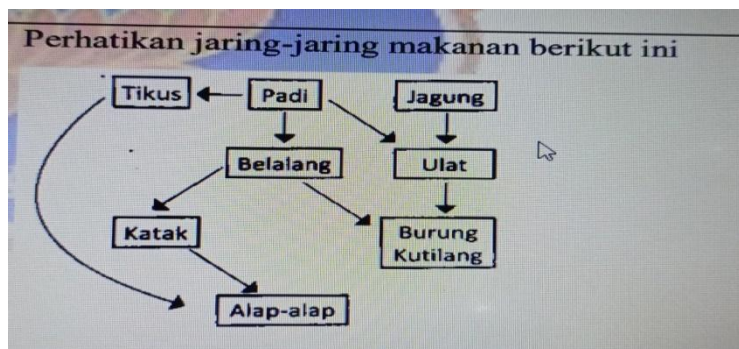 Perhatikan jaring-jaring makanan berikut ini
Tikus
Padi
Jagung
Belalang
Ulat
Katak
Burung
Kutilang
Alap-alap